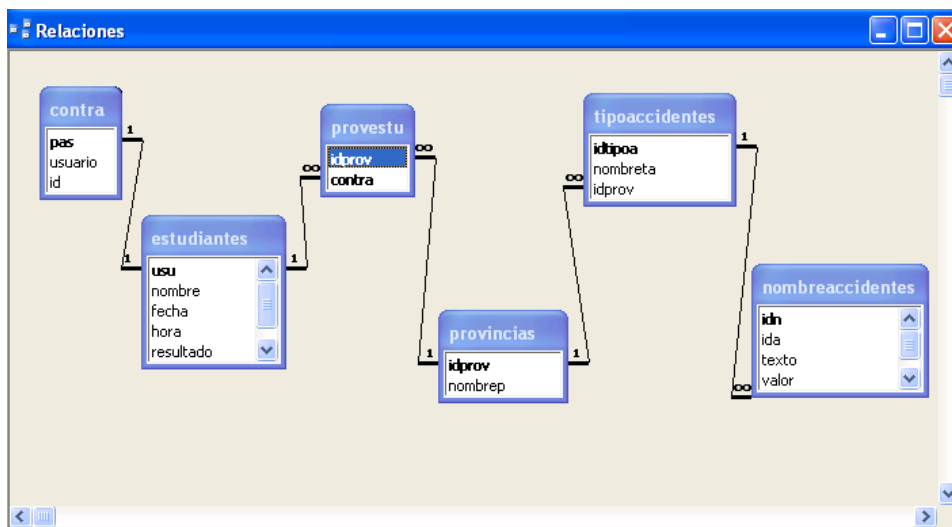 Relaciones
contra
pas
usuario
id
estudiantes
usu
nombre
fecha
hora
resultado
provestu
idprov
contra
provincias
idprov
nombrep
tipoaccidentes
idtipoa
nombreta
idprov
nombreaccidentes
idn
ida
texto
valor
1
1
1
∞
∞
1
1
∞
1
∞